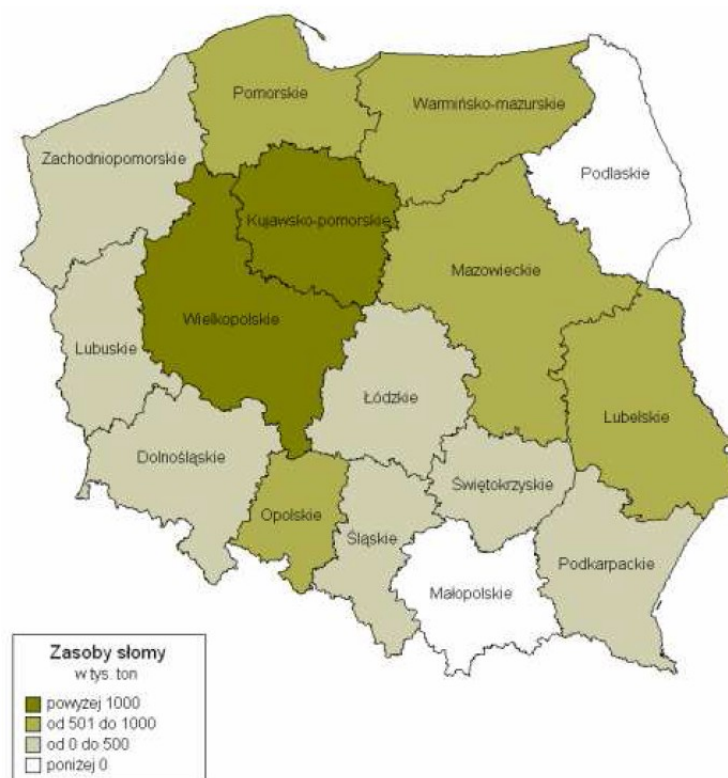 Pomorskie
Warmińsko-mazurskie
Zachodniopomorskie
Podlaskie
Kujawsko-pomorskie
Mazowieckie
Wielkopolskie
Lubuskie
Łódzkie
Lubelskie
Dolnośląskie
Świętokrzyskie
Opolskie
Śląskie
Podkarpackie
Małopolskie
Zasoby słomy
w tys. ton
powyżej 1000
od 501 do 1000
od 0 do 500
poniżej 0